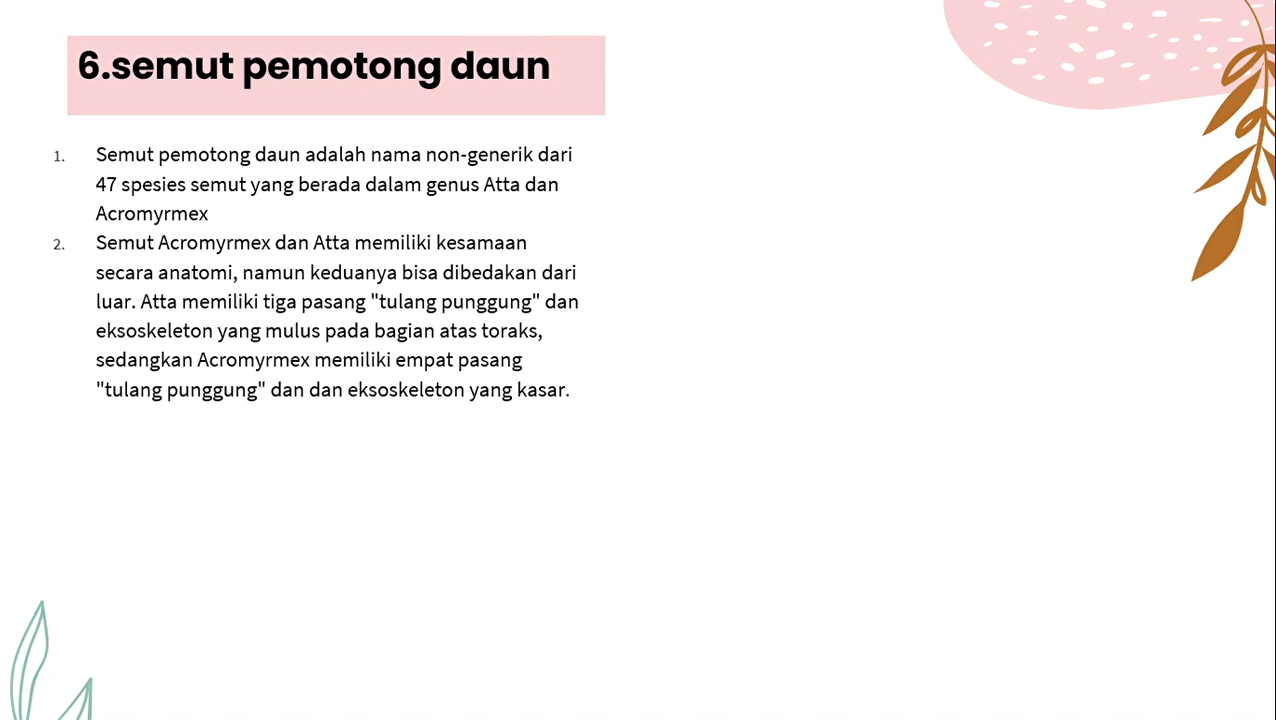 6.semut pemotong daun
1. Semut pemotong daun adalah nama non-generik dari
47 spesies semut yang berada dalam genus Atta dan
Acromyrmex
2. Semut Acromyrmex dan Atta memiliki kesamaan
secara anatomi, namun keduanya bisa dibedakan dari
luar. Atta memiliki tiga pasang "tulang punggung" dan
eksoskeleton yang mulus pada bagian atas toraks,
sedangkan Acromyrmex memiliki empat pasang
"tulang punggung" dan dan eksoskeleton yang kasar.